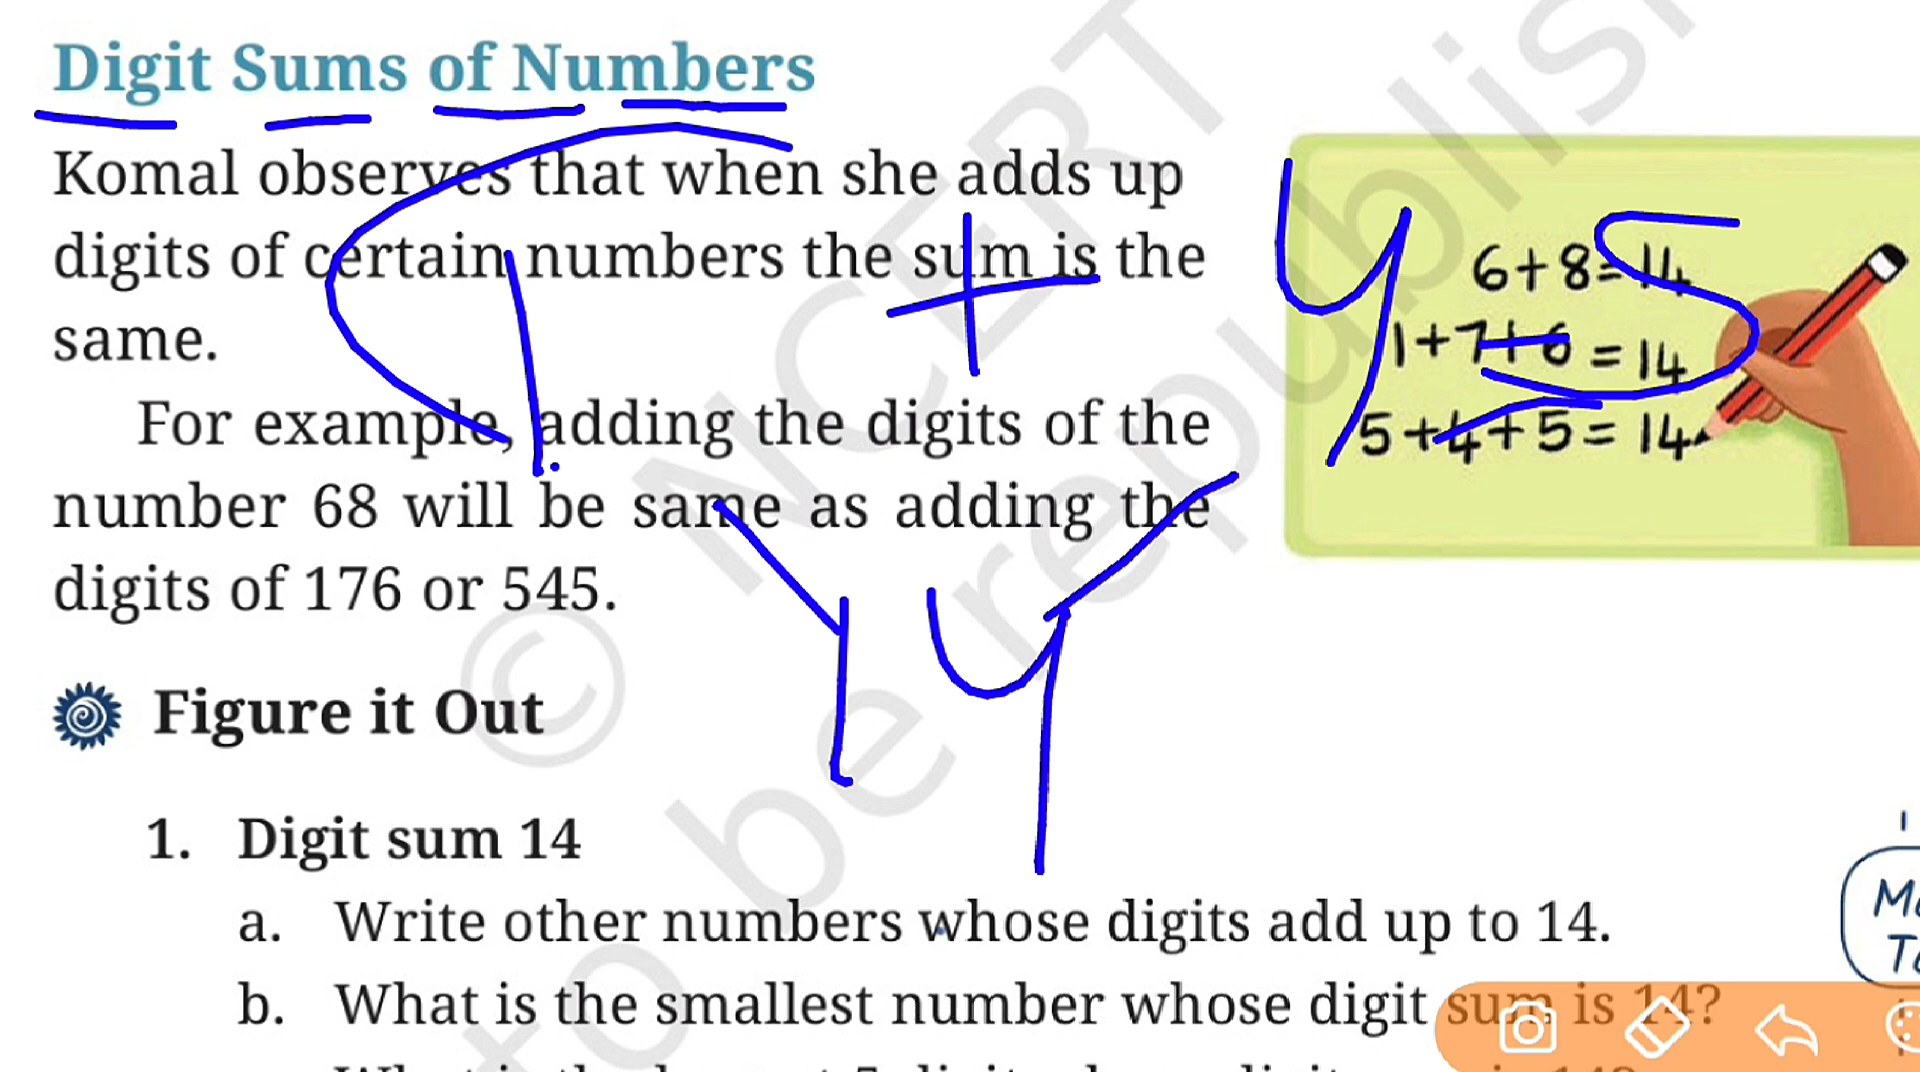 Digit Sums of Numbers
Komal observes that when she adds up
digits of certain numbers the sum is the
same.
For example, adding the digits of the
number 68 will be same as adding the
digits of 176 or 545.
6+8=14
1+7+6=14
5+4+5=14
Figure it Out
1. Digit sum 14
a. Write other numbers whose digits add up to 14.
b. What is the smallest number whose digit sum is 14?
© NCERT
to be republis